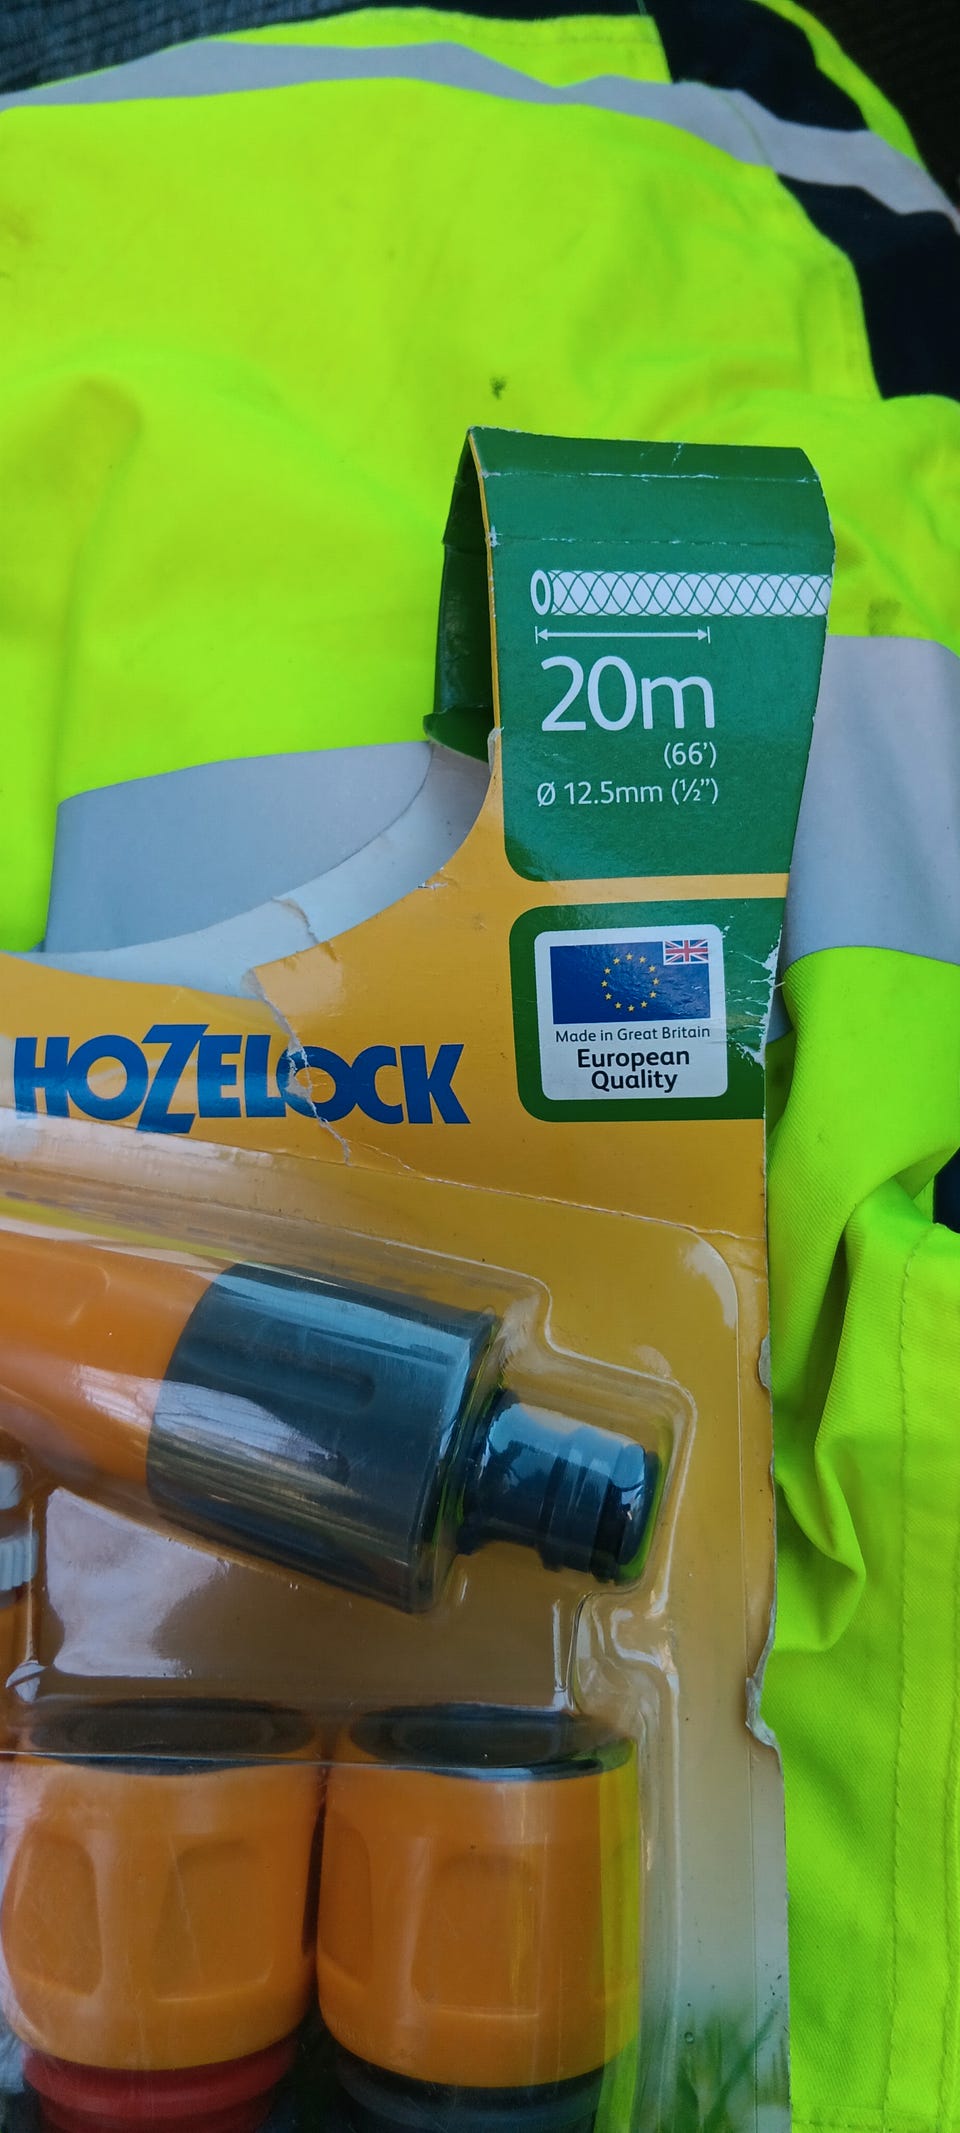 20m
(66')
Ø 12.5mm (½")
Made in Great Britain
European
Quality
HOZELOCK